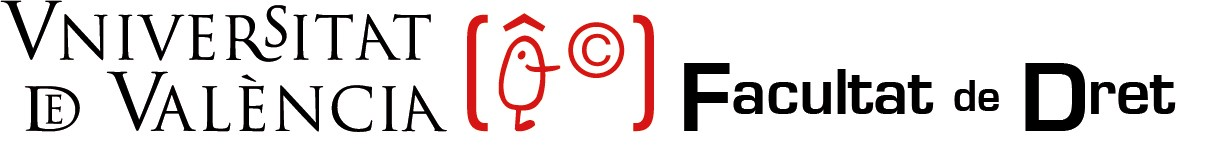 VNIVERSITAT
DE VALÈNCIA
©
Facultat de Dret